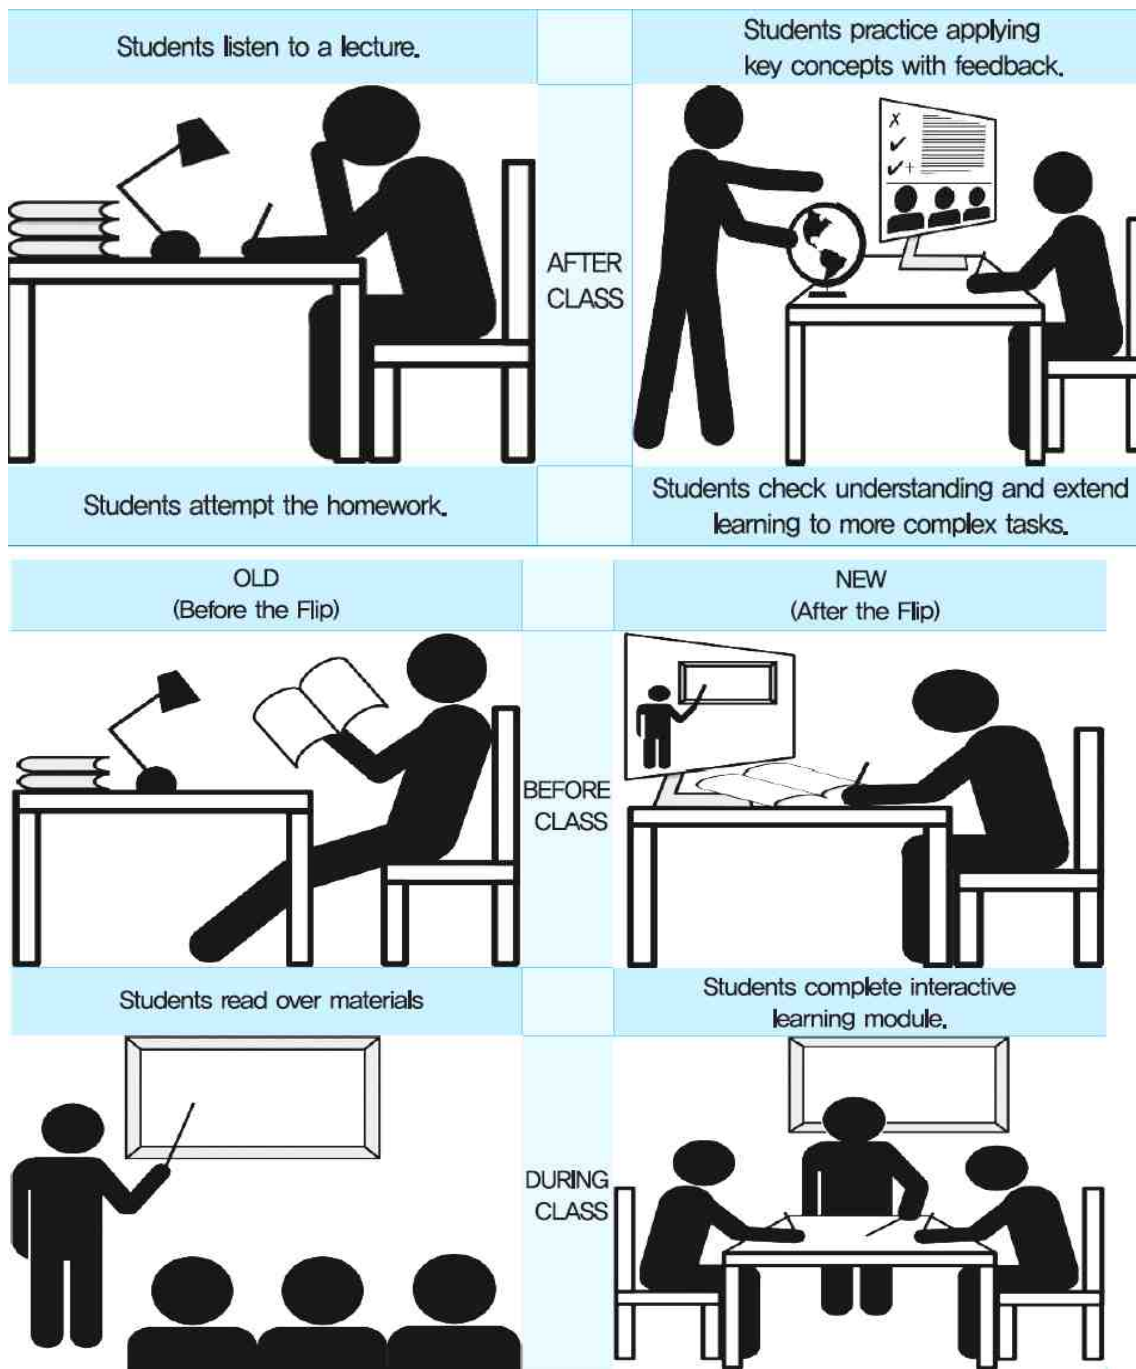 Students listen to a lecture.
Students practice applying
key concepts with feedback.
AFTER
CLASS
Students attempt the homework.
Students check understanding and extend
learning to more complex tasks.
OLD
(Before the Flip)
NEW
(After the Flip)
BEFORE
CLASS
Students read over materials
Students complete interactive
learning module.
DURING
CLASS